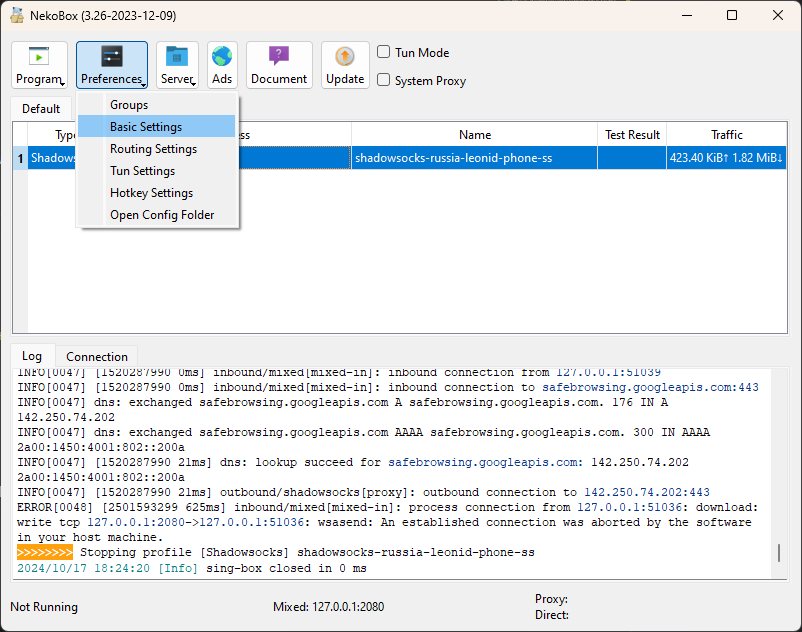 NekoBox (3.26-2023-12-09)
Program
Preferences
Server
Ads
Document
Update
Tun Mode
System Proxy
Default
Groups
Basic Settings
Routing Settings
Tun Settings
Hotkey Settings
Open Config Folder
Name
Test Result
Traffic
1
shadowsocks-russia-leonid-phone-ss
423.40 KiB↑ 1.82 MiB↓
Log
Connection
INFO[0047] [1520287990 0ms] inbound/mixed[mixed-in]: inbound connection from 127.0.0.1:51039
INFO[0047] [1520287990 0ms] inbound/mixed[mixed-in]: inbound connection to safebrowsing.googleapis.com:443
INFO[0047] dns: exchanged safebrowsing.googleapis.com A safebrowsing.googleapis.com. 176 IN A
142.250.74.202
INFO[0047] dns: exchanged safebrowsing.googleapis.com AAAA safebrowsing.googleapis.com. 300 IN AAAA
2a00:1450:4001:802::200a
INFO[0047] [1520287990 21ms] dns: lookup succeed for safebrowsing.googleapis.com: 142.250.74.202
2a00:1450:4001:802::200a
INFO[0047] [1520287990 21ms] outbound/shadowsocks[proxy]: outbound connection to 142.250.74.202:443
ERROR[0048] [2501593299 625ms] inbound/mixed[mixed-in]: process connection from 127.0.0.1:51036: download:
write tcp 127.0.0.1:2080->127.0.0.1:51036: wsasend: An established connection was aborted by the software
in your host machine.
>>>>>>>> Stopping profile [Shadowsocks] shadowsocks-russia-leonid-phone-ss
2024/10/17 18:24:20 [Info] sing-box closed in 0 ms
Not Running
Mixed: 127.0.0.1:2080
Proxy:
Direct: